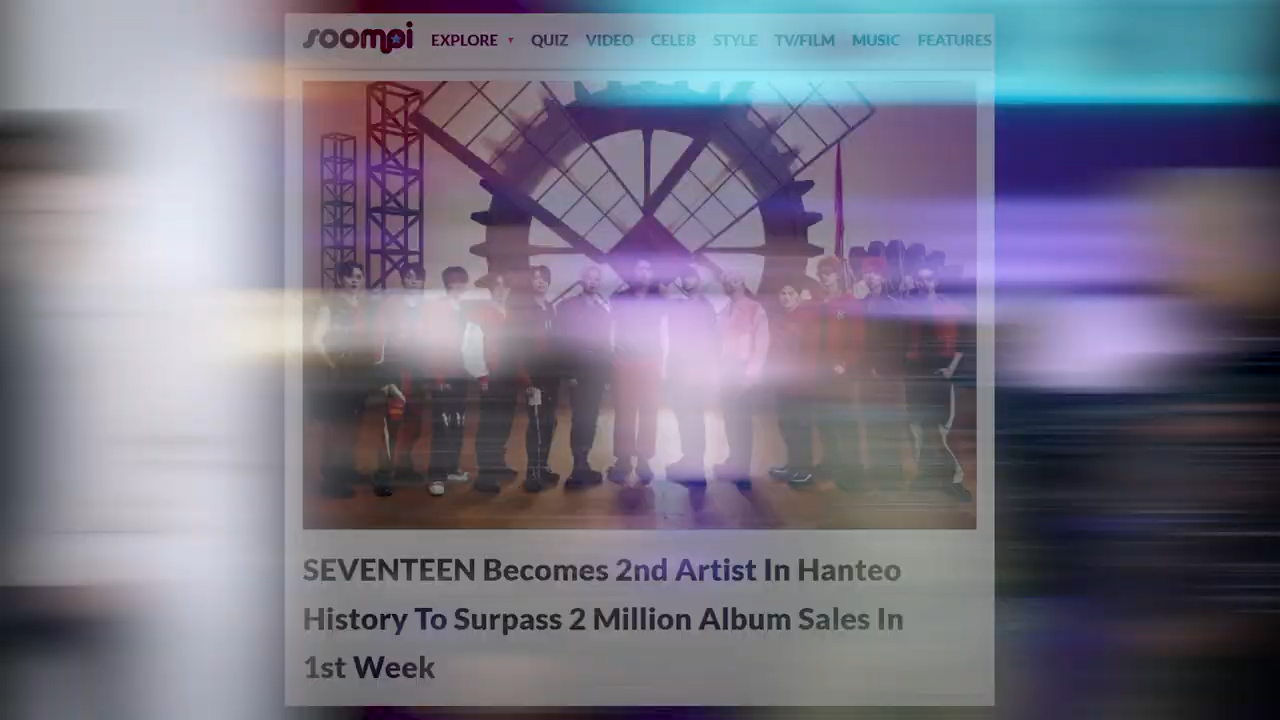 soompi EXPLORE QUIZ VIDEO CELEB STYLE TV/FILM MUSIC FEATURES
SEVENTEEN Becomes 2nd Artist In Hanteo
History To Surpass 2 Million Album Sales In
1st Week